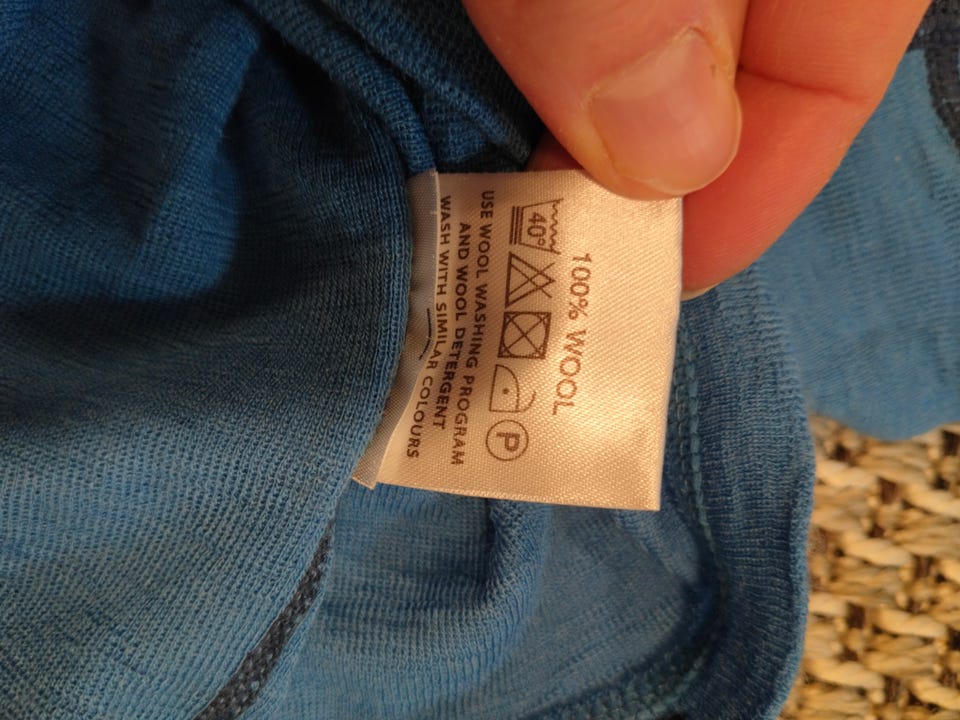 100% WOOL
40° P
USE WOOL WASHING PROGRAM
AND WOOL DETERGENT
WASH WITH SIMILAR COLOURS